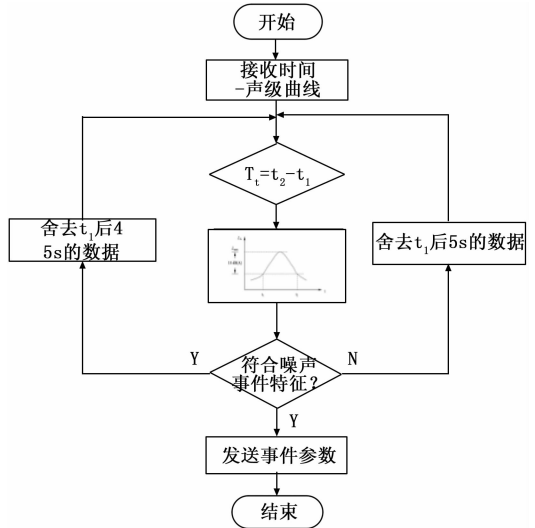 开始
接收时间
-声级曲线
Tt=t2-t1
舍去t1后4
5s的数据
舍去t1后5s的数据
Y
符合噪声
事件特征?
N
Y
发送事件参数
结束